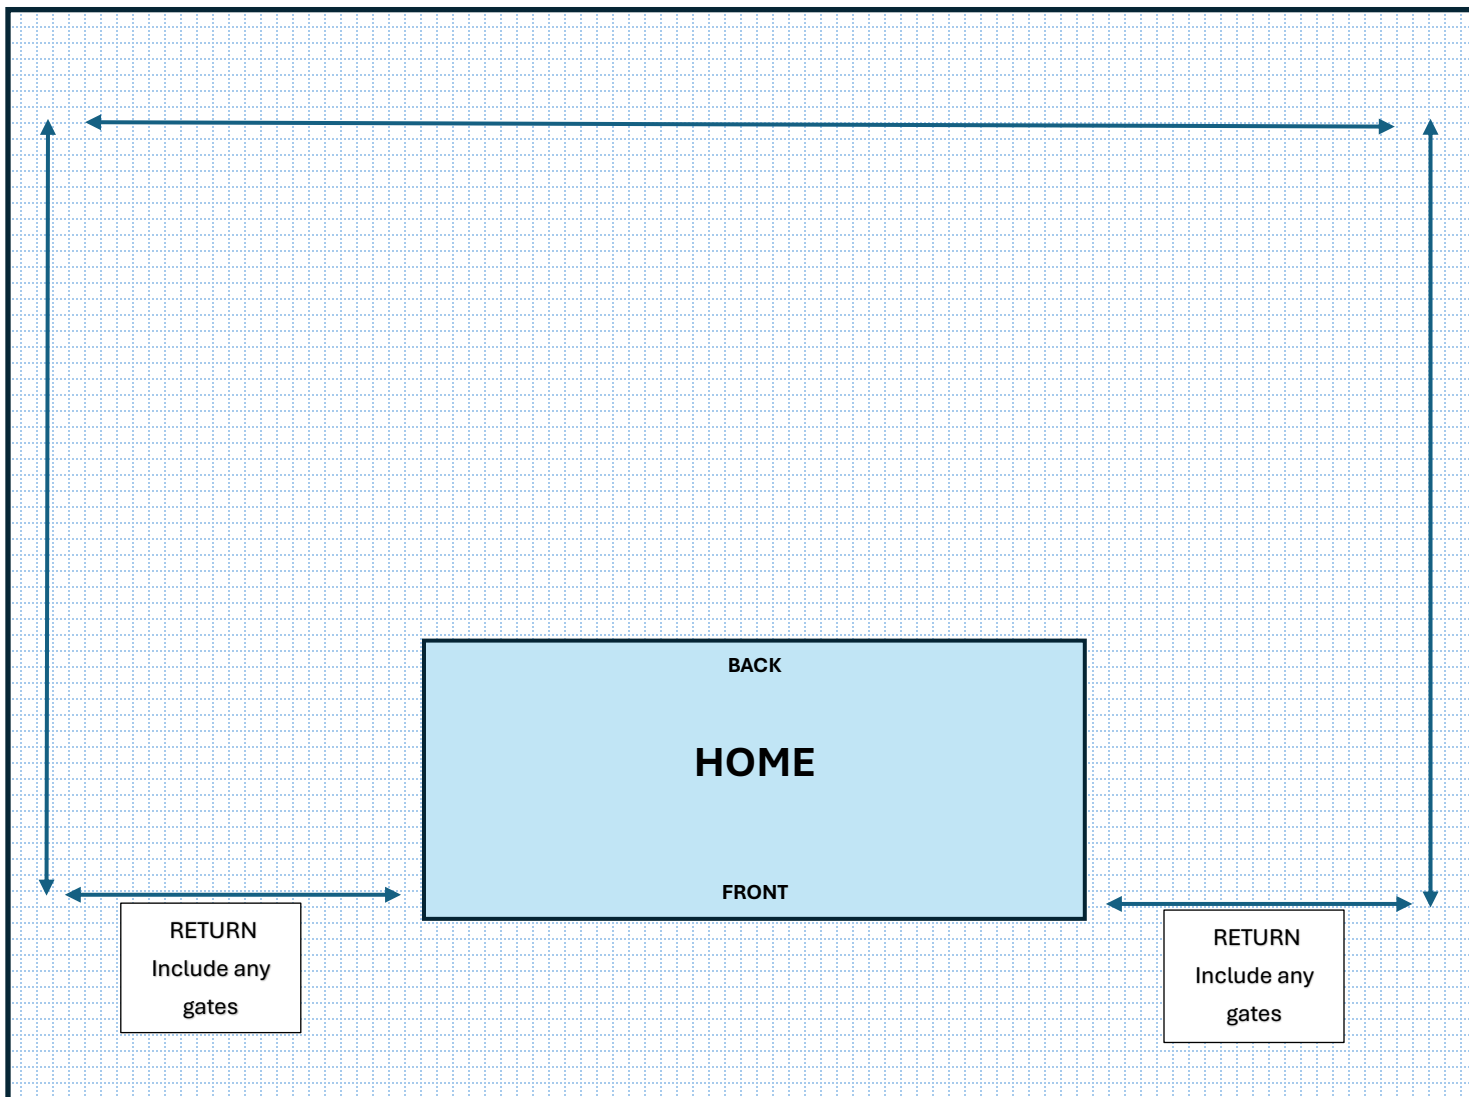 BACK
HOME
FRONT
RETURN
Include any
gates
RETURN
Include any
gates